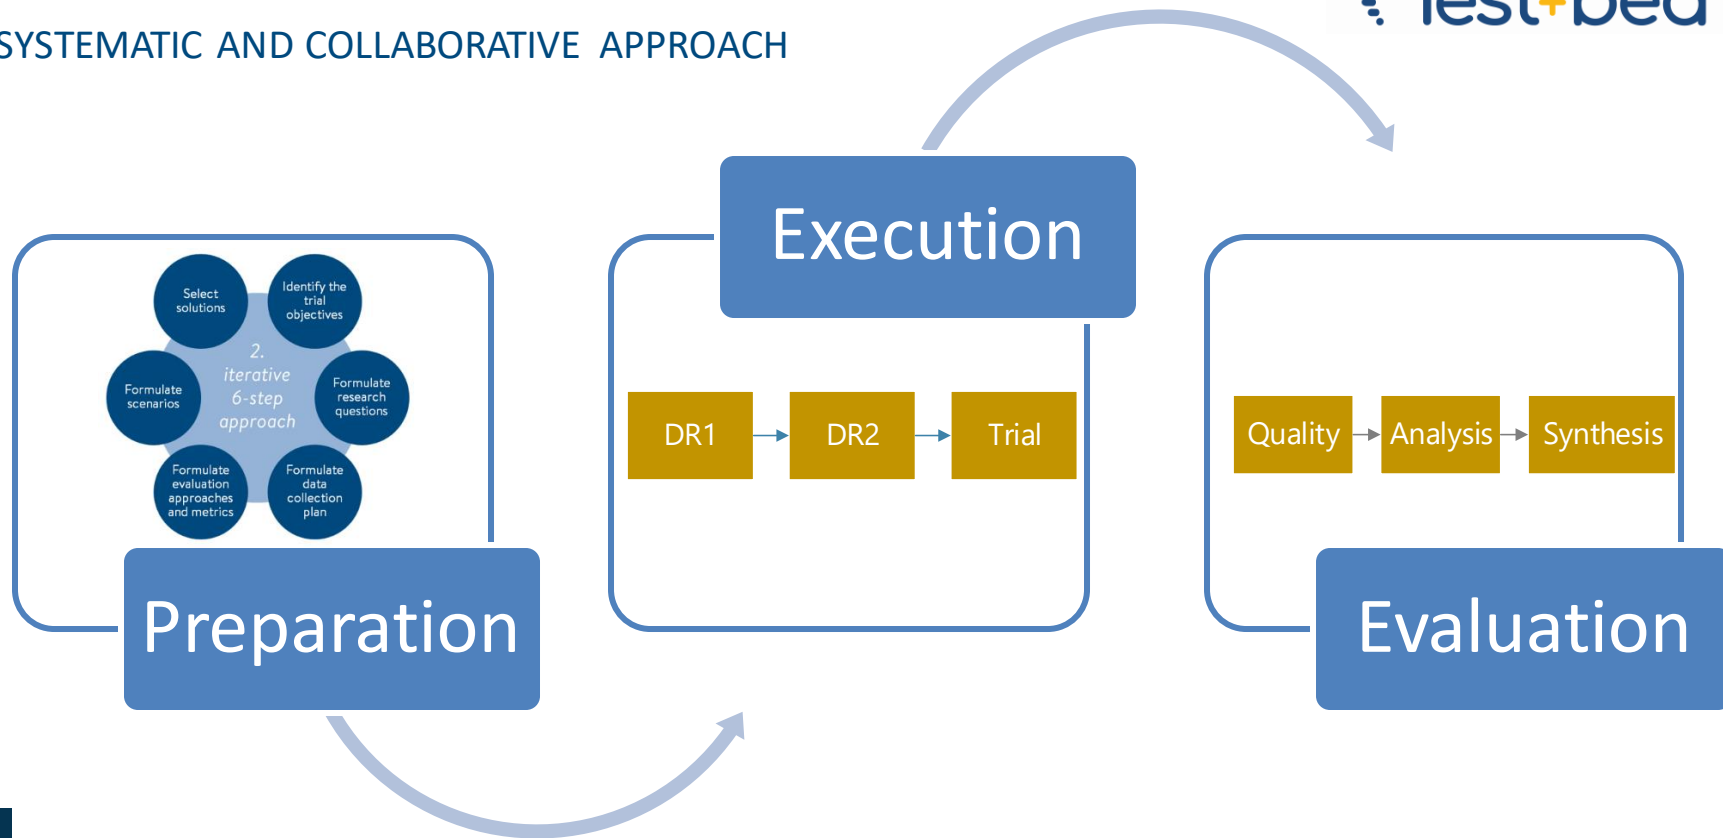 SYSTEMATIC AND COLLABORATIVE APPROACH
Test+bed
Select
solutions
Identify the
trial
objectives
2.
iterative
6-step
approach
Formulate
scenarios
Formulate
research
questions
Formulate
evaluation
approaches
and metrics
Formulate
data
collection
plan
Preparation
Execution
DR1
DR2
Trial
Quality
Analysis
Synthesis
Evaluation